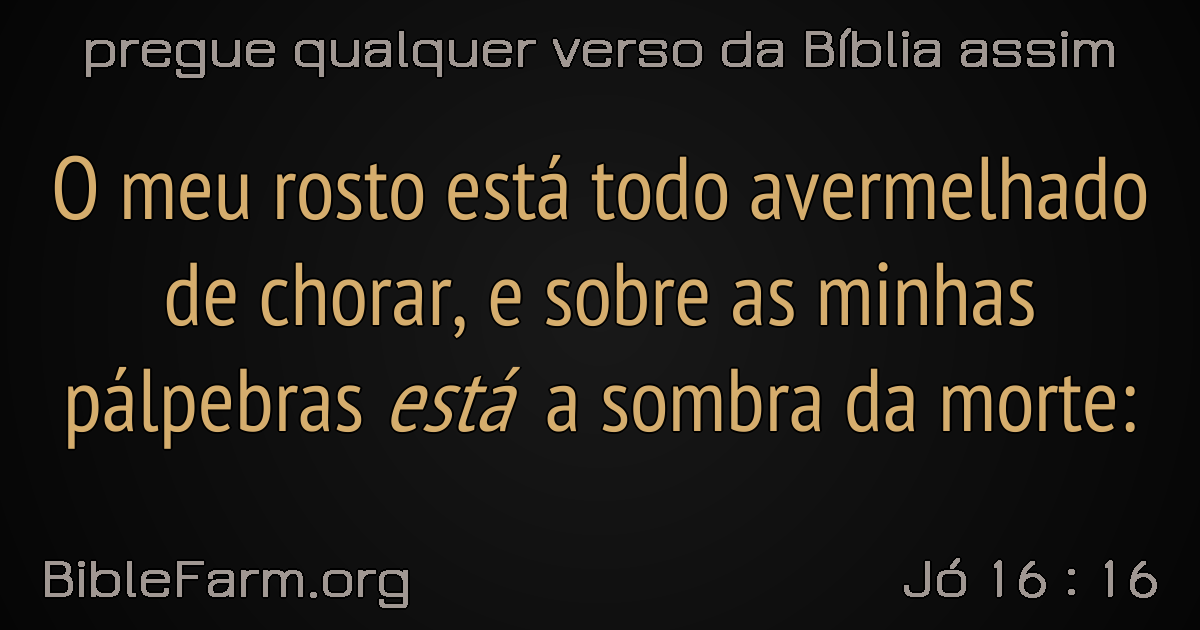 pregue qualquer verso da Bíblia assim
O meu rosto está todo avermelhado
de chorar, e sobre as minhas
pálpebras está a sombra da morte:
BibleFarm.org
Jó 16 : 16